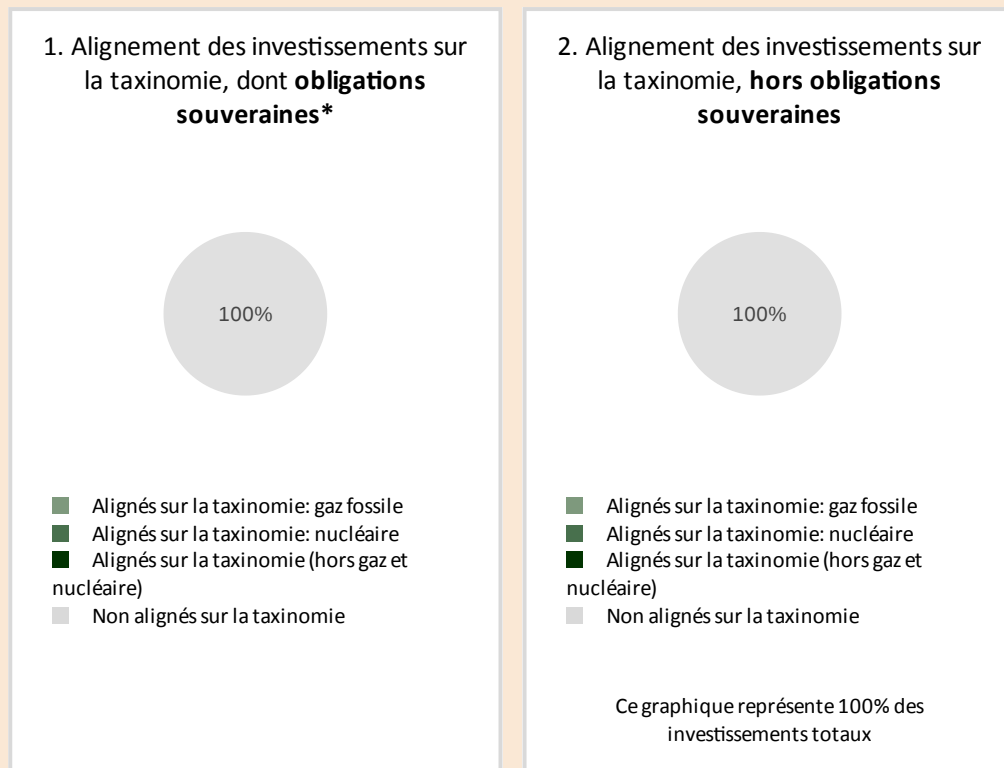 1. Alignement des investissements sur
la taxinomie, dont obligations
souveraines*
100%
Alignés sur la taxinomie: gaz fossile
Alignés sur la taxinomie: nucléaire
Alignés sur la taxinomie (hors gaz et
nucléaire)
Non alignés sur la taxinomie
2. Alignement des investissements sur
la taxinomie, hors obligations
souveraines
100%
Alignés sur la taxinomie: gaz fossile
Alignés sur la taxinomie: nucléaire
Alignés sur la taxinomie (hors gaz et
nucléaire)
Non alignés sur la taxinomie
Ce graphique représente 100% des
investissements totaux